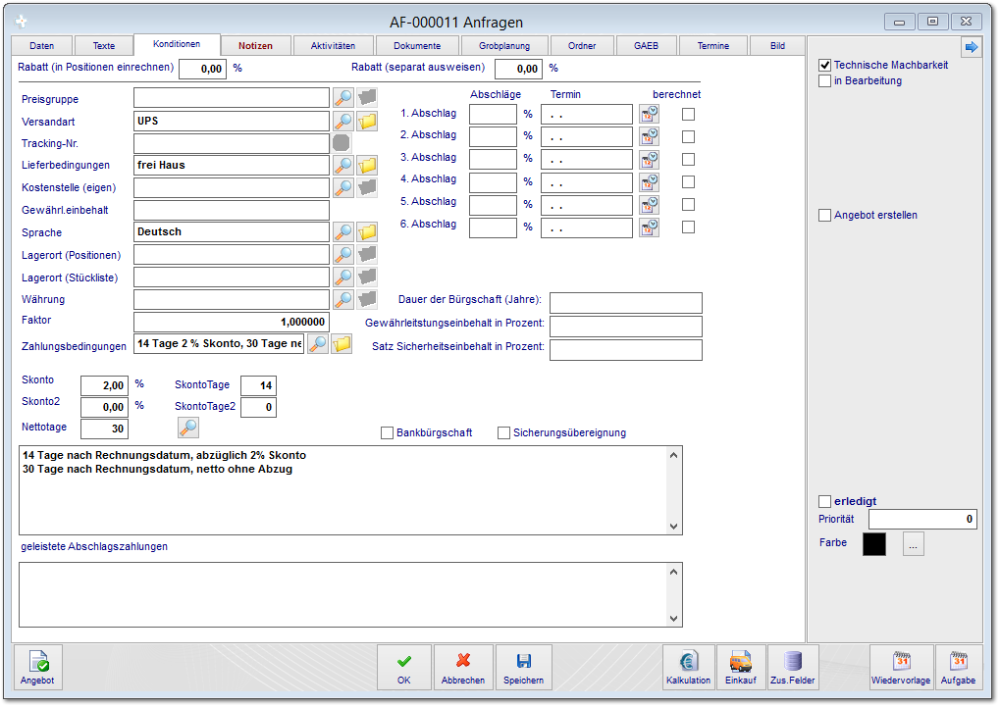 AF-000011 Anfragen
Daten Texte Konditionen Notizen Aktivitäten Dokumente Grobplanung Ordner GAEB Termine Bild
Rabatt (in Positionen einrechnen) 0,00 % Rabatt (separat ausweisen) 0,00 %
Technische Machbarkeit
in Bearbeitung
Abschläge Termin berechnet
Preisgruppe
Versandart UPS
Tracking-Nr.
Lieferbedingungen frei Haus
Kostenstelle (eigen)
Gewährl.einbehalt
Sprache Deutsch
Lagerort (Positionen)
Lagerort (Stückliste)
Währung
Faktor 1,000000
Zahlungsbedingungen 14 Tage 2 % Skonto, 30 Tage ne
1. Abschlag % . .
2. Abschlag % . .
3. Abschlag % . .
4. Abschlag % . .
5. Abschlag % . .
6. Abschlag % . .
Angebot erstellen
Dauer der Bürgschaft (Jahre):
Gewährleitstungseinbehalt in Prozent:
Satz Sicherheitseinbehalt in Prozent:
Skonto 2,00 % SkontoTage 14
Skonto2 0,00 % SkontoTage2 0
Nettotage 30
Bankbürgschaft Sicherungsübereignung
14 Tage nach Rechnungsdatum, abzüglich 2% Skonto
30 Tage nach Rechnungsdatum, netto ohne Abzug
erledigt
Priorität 0
Farbe ...
geleistete Abschlagszahlungen
Angebot OK Abbrechen Speichern Kalkulation Einkauf Zus.Felder Wiedervorlage Aufgabe